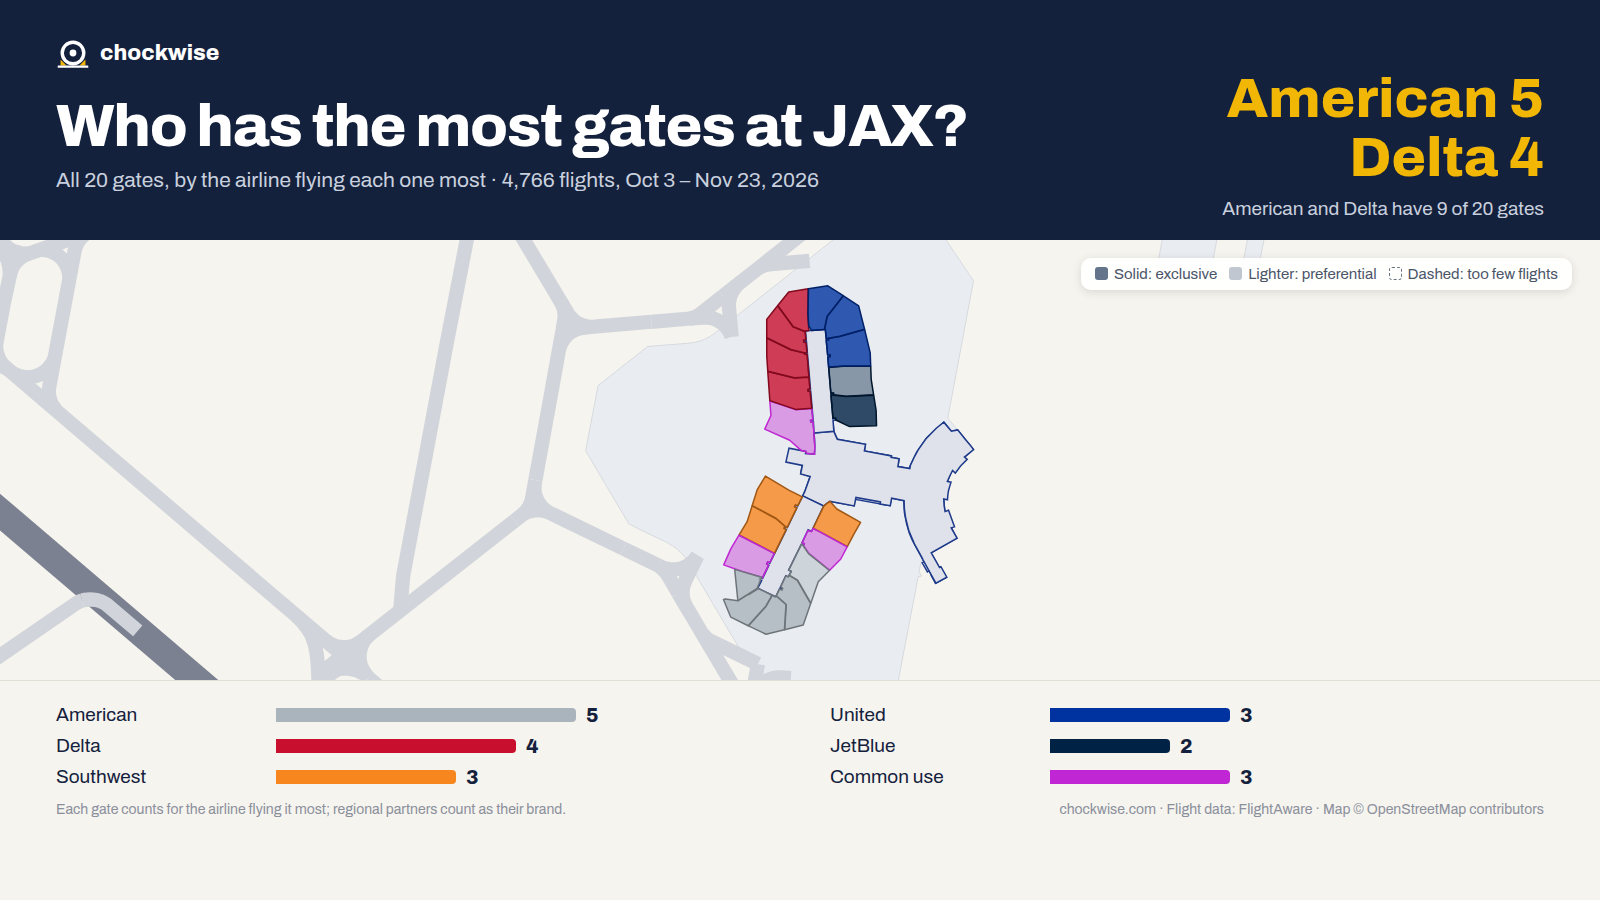 chockwise
Who has the most gates at JAX?
All 20 gates, by the airline flying each one most · 4,766 flights, Oct 3 – Nov 23, 2026
American 5
Delta 4
American and Delta have 9 of 20 gates
Solid: exclusive Lighter: preferential Dashed: too few flights
American 5
Delta 4
Southwest 3
United 3
JetBlue 2
Common use 3
Each gate counts for the airline flying it most; regional partners count as their brand.
chockwise.com · Flight data: FlightAware · Map © OpenStreetMap contributors